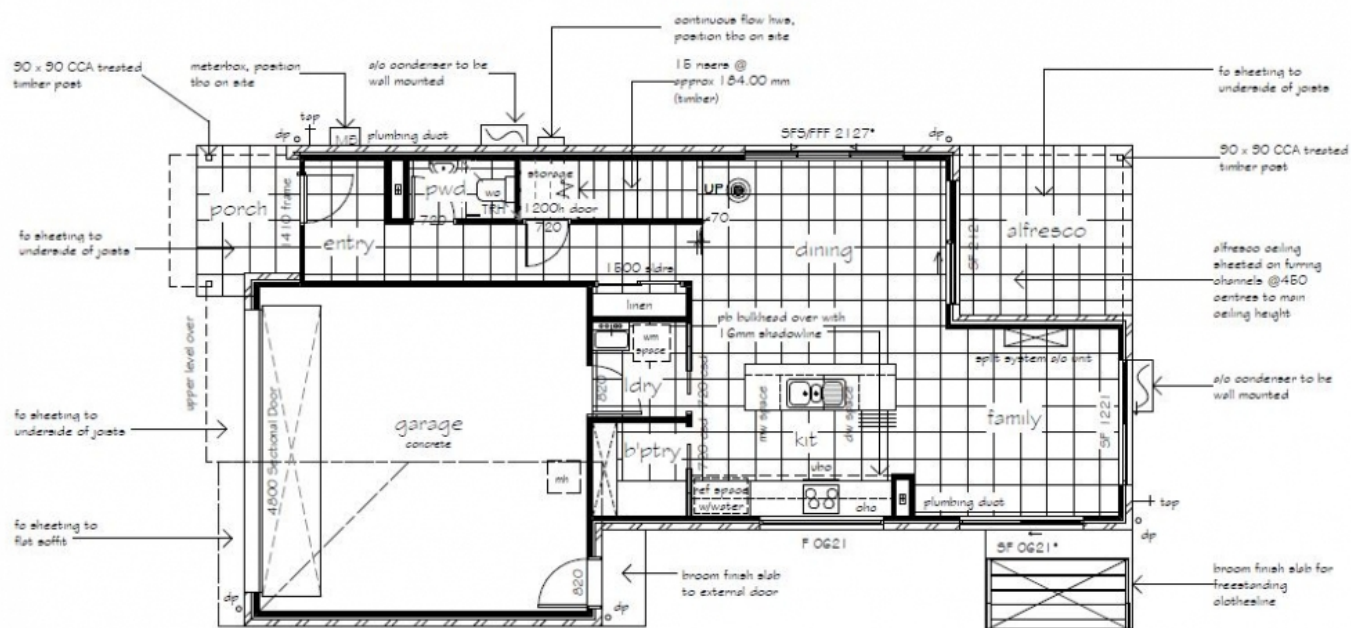 continuous flow hws,
position tbc on site
90 x 90 CCA treated
timber post
meterbox, position
tbc on site
a/c condenser to be
wall mounted
15 risers @
approx 184.00 mm
(timber)
fc sheeting to
underside of joists
tap
dp
MB
plumbing duct
SFS/FFF 2127*
dp
90 x 90 CCA treated
timber post
storage
pwd
wc
UP
porch
1410 frame
720
TRH
1200h door
720
70
entry
dining
SF 2121
alfresco
fc sheeting to
underside of joists
alfresco ceiling
sheeted on furring
channels @450
centres to main
ceiling height
1500 sldrs
linen
pb bulkhead over with
16mm shadowline
upper level over
wm
space
split system a/c unit
820
ldry
720 csd
a/c condenser to be
wall mounted
4800 Sectional Door
garage
concrete
mw space
dw space
family
SF 1221
fc sheeting to
underside of joists
kit
b'ptry
720 csd
uho
mh
ref space
w/water
oho
plumbing duct
tap
fc sheeting to
flat soffit
F 0621
SF 0621*
dp
820
broom finish slab
to external door
broom finish slab for
freestanding
clothesline
dp
dp